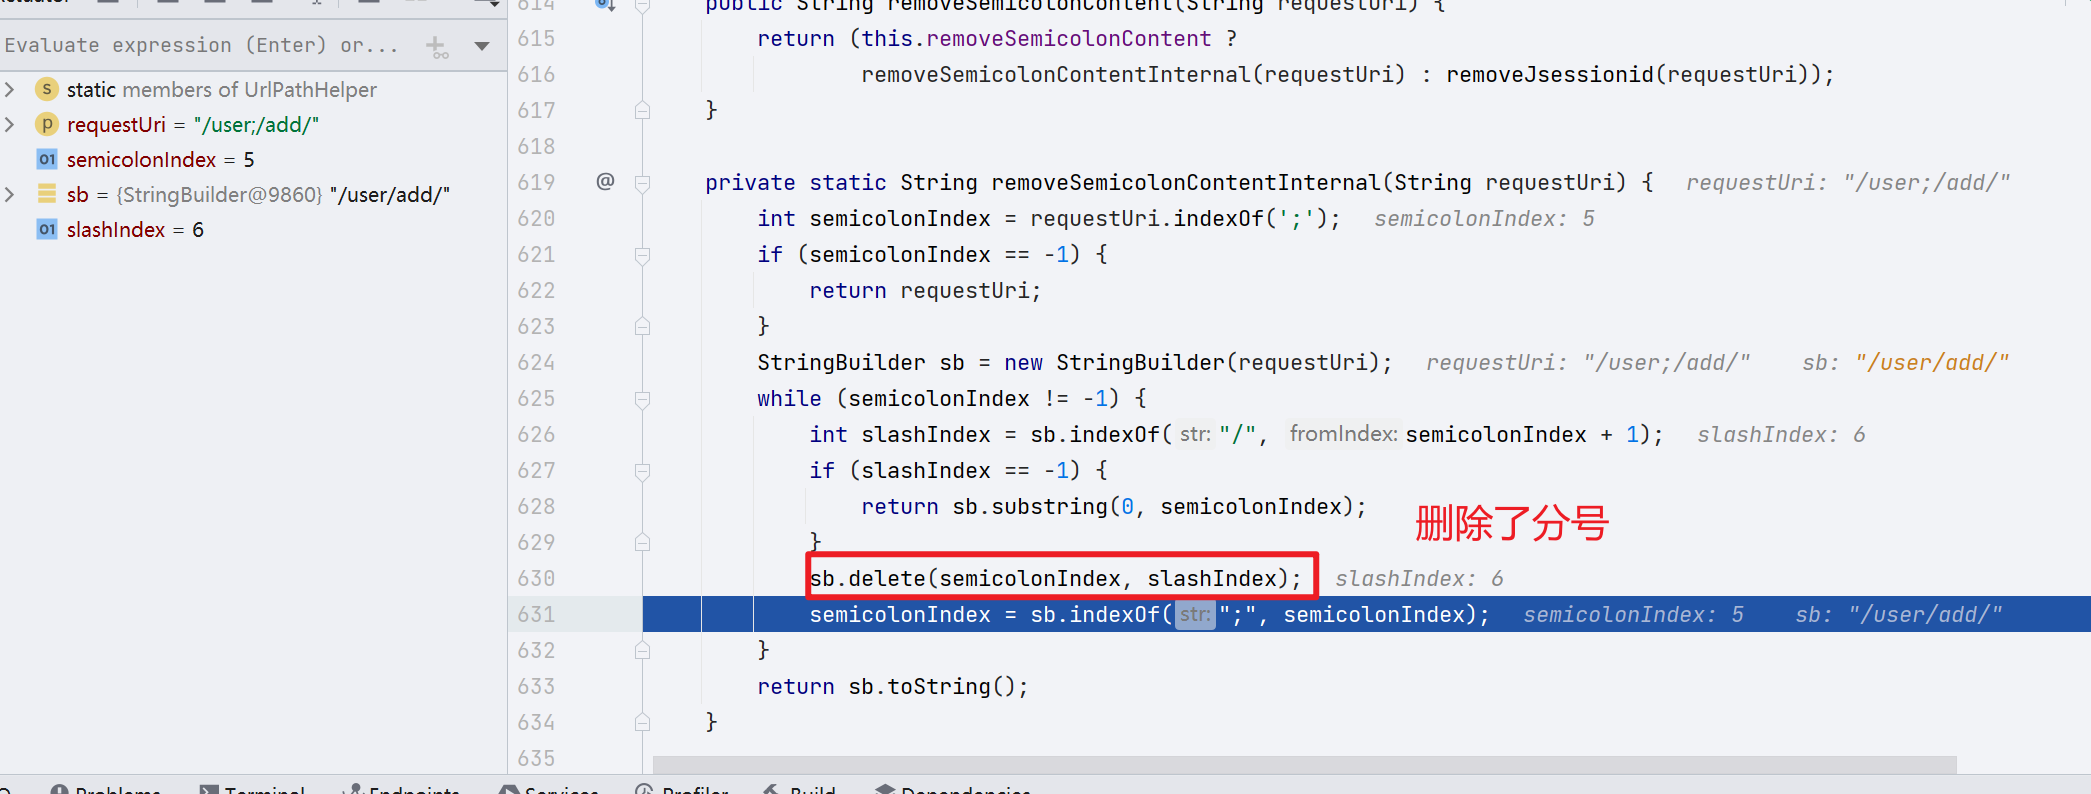 Evaluate expression (Enter) or...
static members of UrlPathHelper
requestUri = "/user;/add/"
semicolonIndex = 5
sb = {StringBuilder@9860} "/user/add/"
slashIndex = 6
614 public String removeSemicolonContent(String requestUri) {
615 return (this.removeSemicolonContent ?
616 removeSemicolonContentInternal(requestUri) : removeJsessionid(requestUri));
617 }
618
619 @ private static String removeSemicolonContentInternal(String requestUri) { requestUri: "/user;/add/"
620 int semicolonIndex = requestUri.indexOf(';'); semicolonIndex: 5
621 if (semicolonIndex == -1) {
622 return requestUri;
623 }
624 StringBuilder sb = new StringBuilder(requestUri); requestUri: "/user;/add/" sb: "/user/add/"
625 while (semicolonIndex != -1) {
626 int slashIndex = sb.indexOf( str: "/", fromIndex: semicolonIndex + 1); slashIndex: 6
627 if (slashIndex == -1) {
628 return sb.substring(0, semicolonIndex);
删除了分号
629 }
630 sb.delete(semicolonIndex, slashIndex); slashIndex: 6
631 semicolonIndex = sb.indexOf( str: ";", semicolonIndex); semicolonIndex: 5 sb: "/user/add/"
632 }
633 return sb.toString();
634 }
635
Problems Terminal Endpoints Services Profiler Build Dependencies